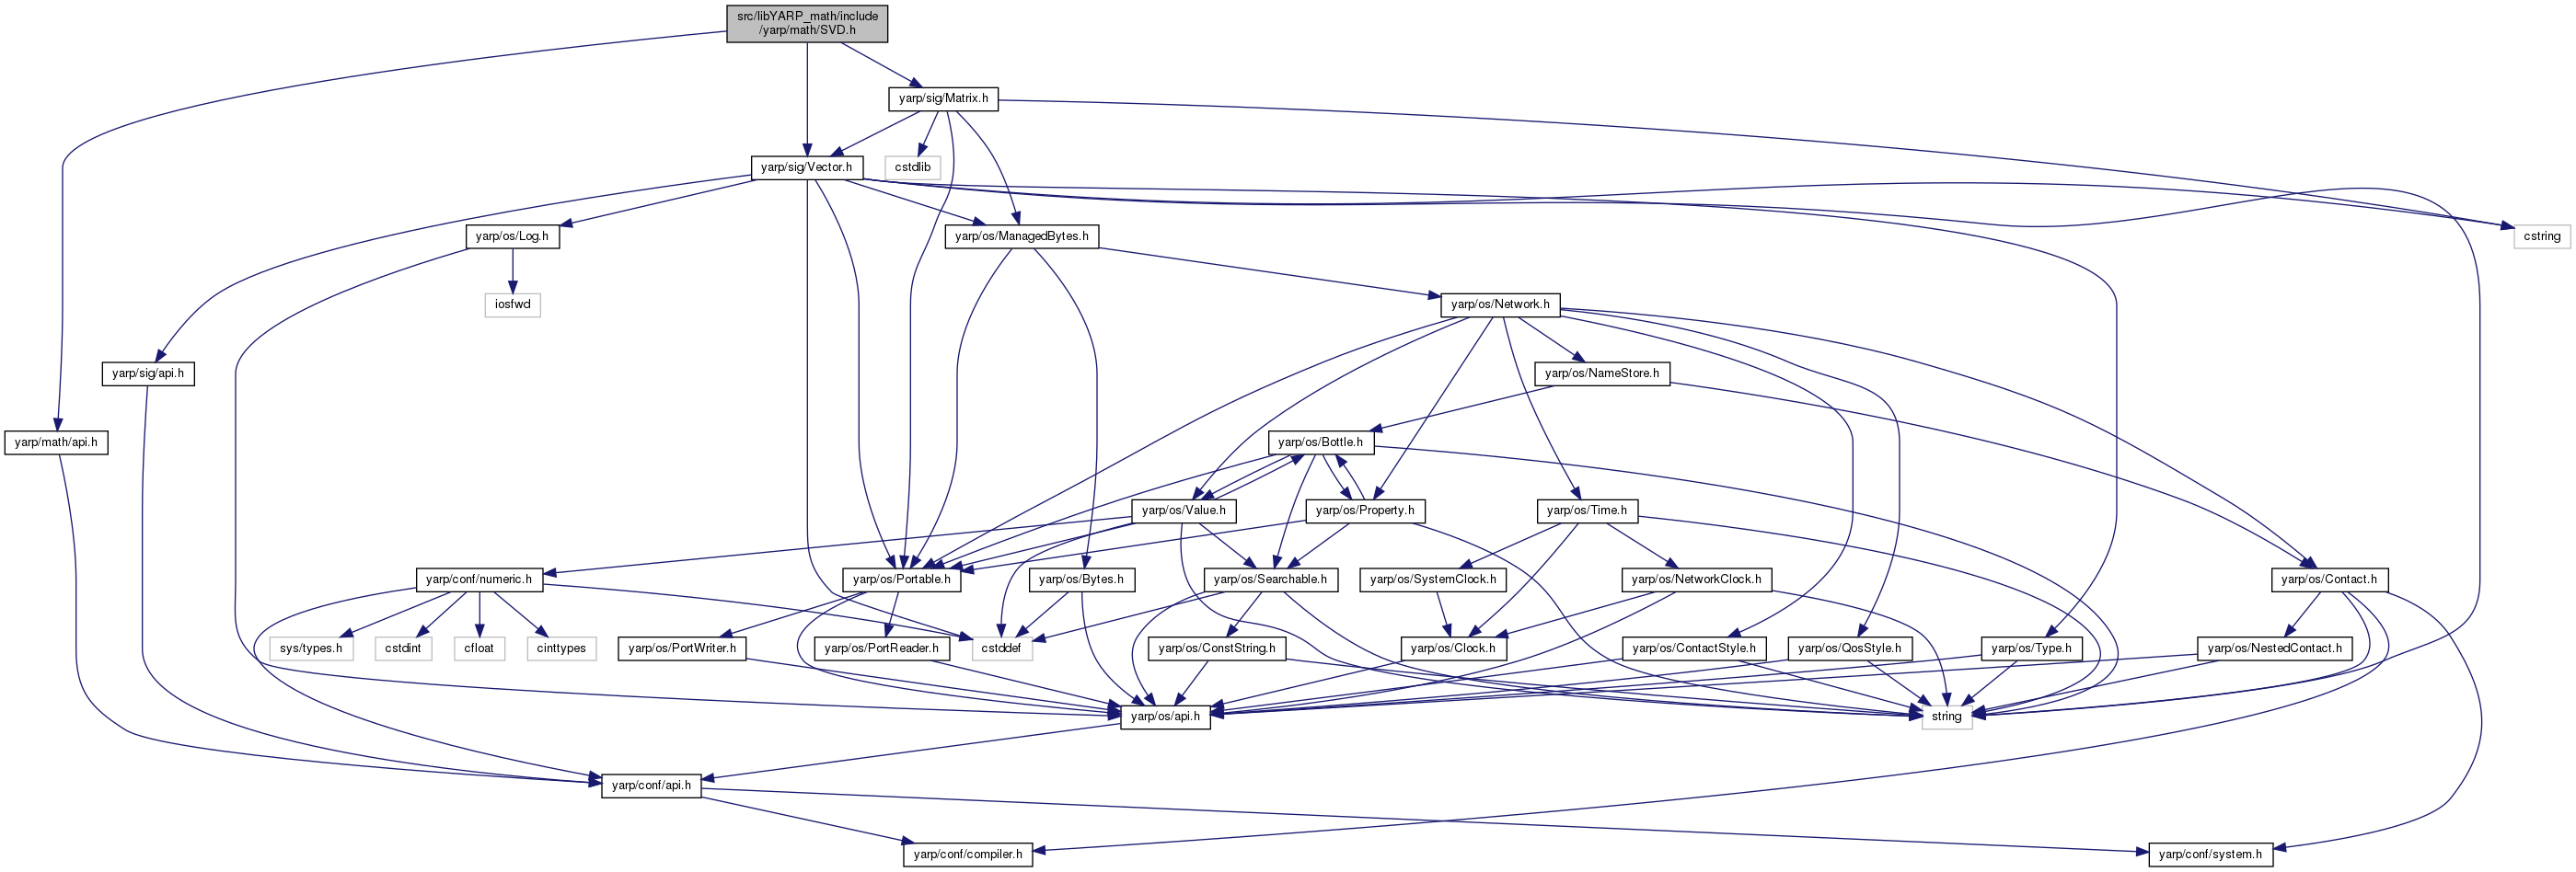 src/libYARP_math/include
/yarp/math/SVD.h
yarp/sig/Matrix.h
yarp/sig/Vector.h
cstdlib
yarp/os/Log.h
yarp/os/ManagedBytes.h
cstring
iosfwd
yarp/os/Network.h
yarp/sig/api.h
yarp/os/NameStore.h
yarp/math/api.h
yarp/os/Bottle.h
yarp/os/Value.h
yarp/os/Property.h
yarp/os/Time.h
yarp/conf/numeric.h
yarp/os/Portable.h
yarp/os/Bytes.h
yarp/os/Searchable.h
yarp/os/SystemClock.h
yarp/os/NetworkClock.h
yarp/os/Contact.h
sys/types.h
cstdint
cfloat
cinttypes
yarp/os/PortWriter.h
yarp/os/PortReader.h
cstddef
yarp/os/ConstString.h
yarp/os/Clock.h
yarp/os/ContactStyle.h
yarp/os/QosStyle.h
yarp/os/Type.h
yarp/os/NestedContact.h
yarp/os/api.h
string
yarp/conf/api.h
yarp/conf/compiler.h
yarp/conf/system.h